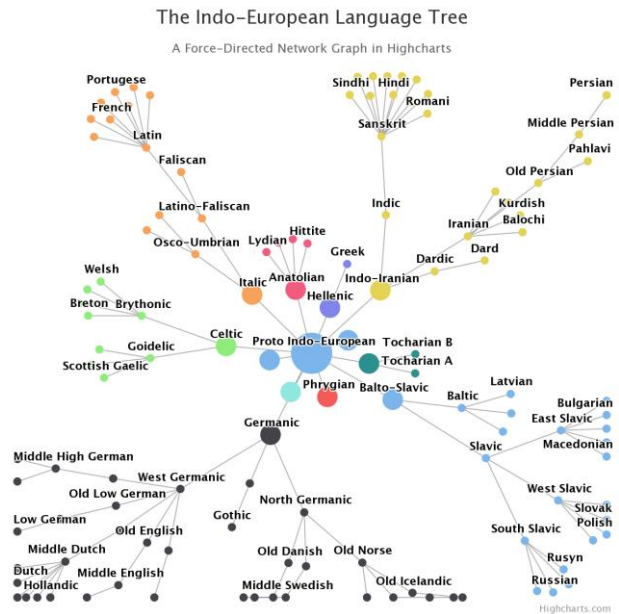 The Indo-European Language Tree
A Force-Directed Network Graph in Highcharts
Portugese
French
Latin
Faliscan
Latino-Faliscan
Osco-Umbrian
Italic
Sindhi
Hindi
Romani
Sanskrit
Indic
Persian
Middle Persian
Pahlavi
Old Persian
Kurdish
Balochi
Iranian
Dard
Dardic
Indo-Iranian
Lydian
Hittite
Anatolian
Greek
Hellenic
Welsh
Breton
Brythonic
Goidelic
Scottish Gaelic
Celtic
Proto Indo-European
Tocharian B
Tocharian A
Phrygian
Balto-Slavic
Baltic
Latvian
Slavic
Bulgarian
East Slavic
Macedonian
West Slavic
Slovak
Polish
South Slavic
Rusyn
Russian
Germanic
Middle High German
West Germanic
Old Low German
Low German
Old English
Middle Dutch
Dutch
Hollandic
Middle English
Gothic
North Germanic
Old Danish
Middle Swedish
Old Norse
Old Icelandic
Highcharts.com